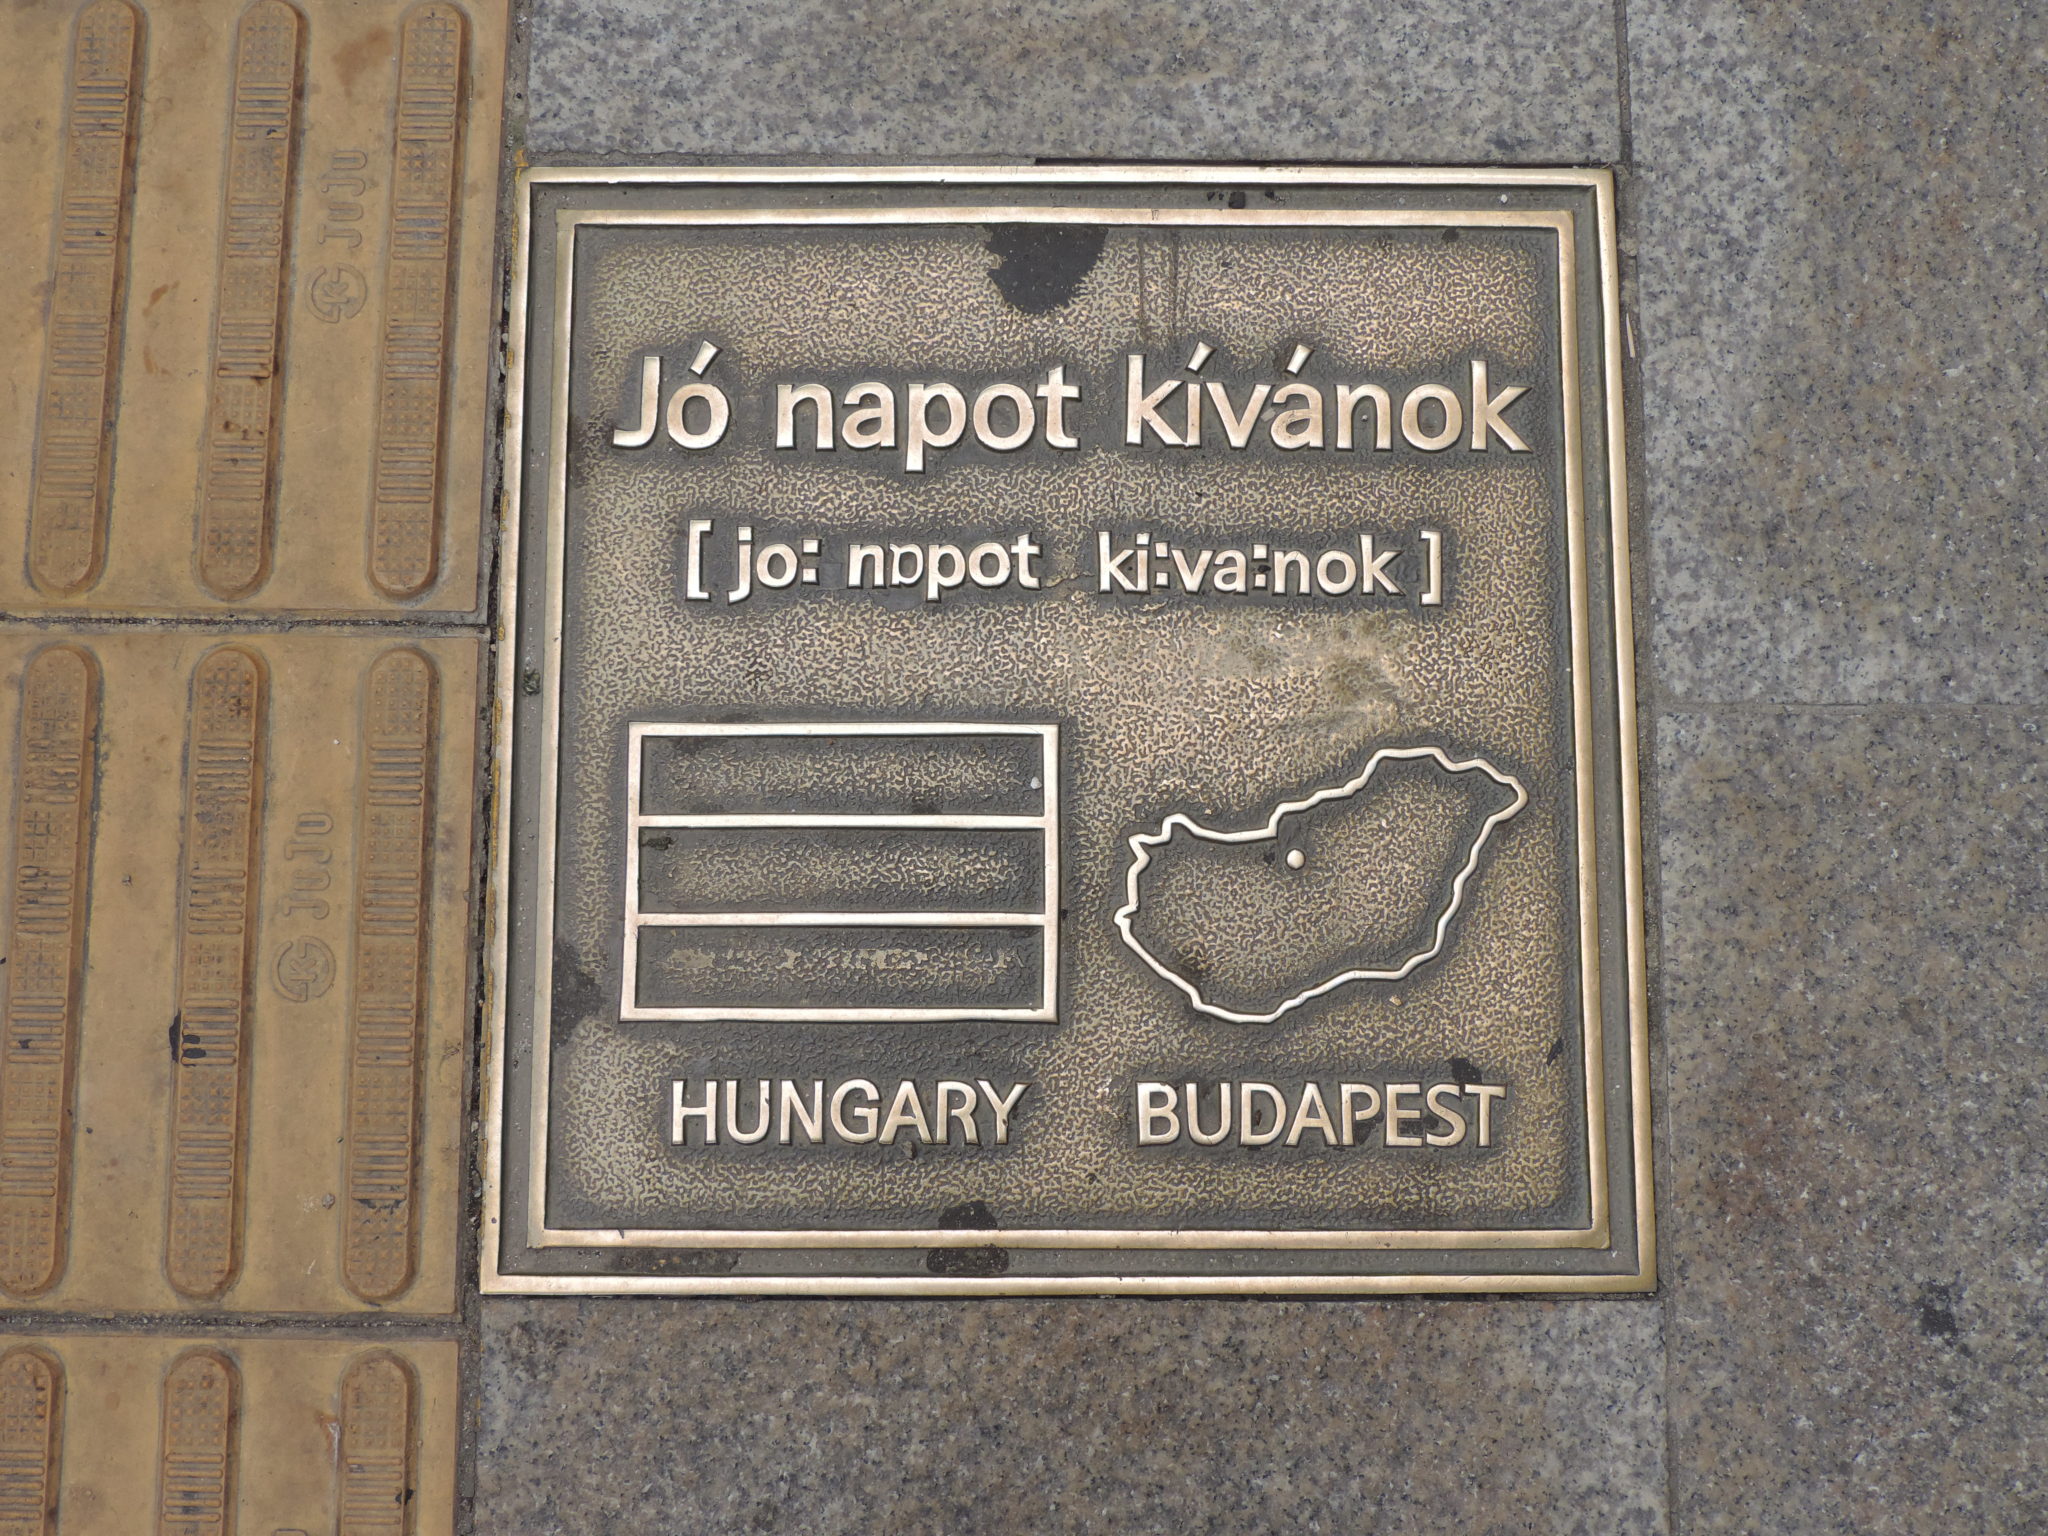 Jó napot kívánok
[ jo: nɒpot ki:va:nok ]
HUNGARY BUDAPEST
JuJu
JuJu